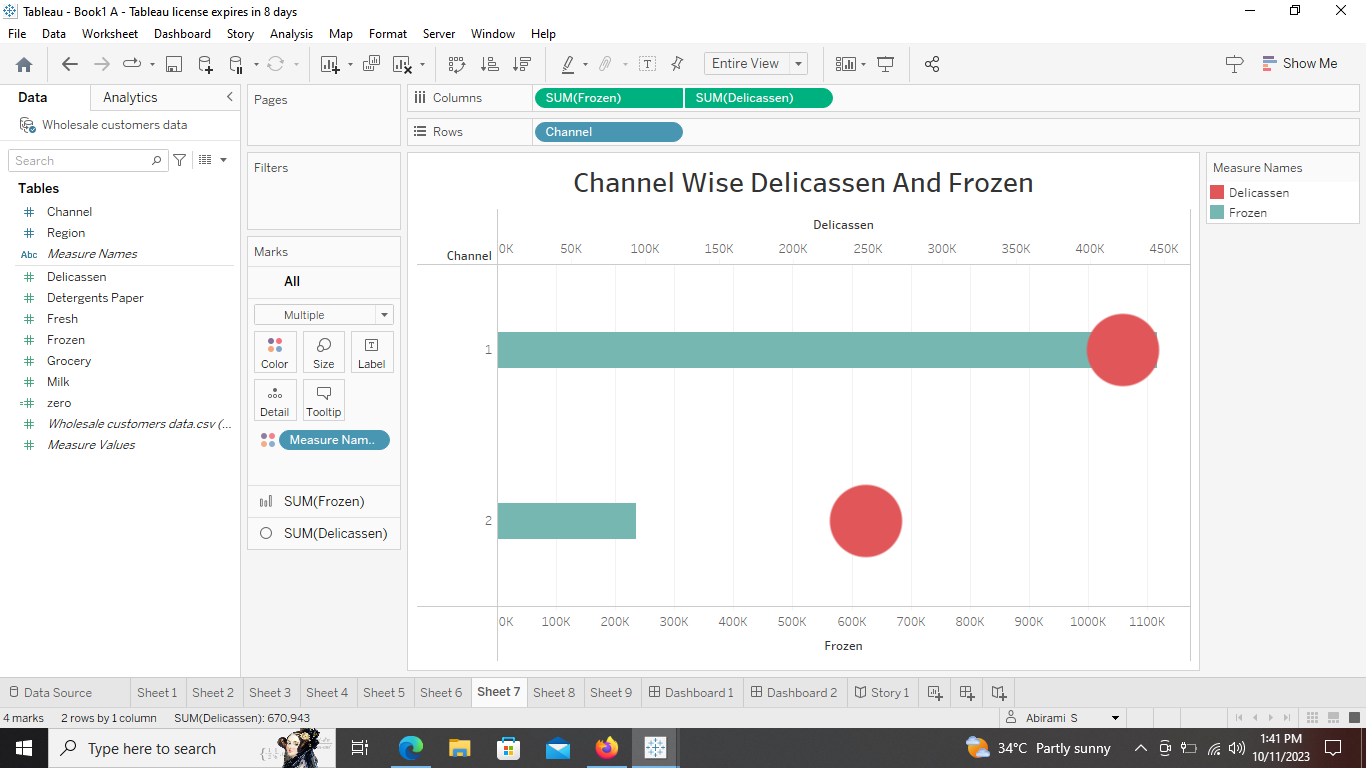 Tableau - Book1 A - Tableau license expires in 8 days
File Data Worksheet Dashboard Story Analysis Map Format Server Window Help
Entire View
Show Me
Data Analytics
Wholesale customers data
Search
Tables
Channel
Region
Abc Measure Names
Delicassen
Detergents Paper
Fresh
Frozen
Grocery
Milk
zero
Wholesale customers data.csv (...
Measure Values
Pages
Filters
Marks
All
Multiple
Color Size Label
Detail Tooltip
Measure Nam..
SUM(Frozen)
SUM(Delicassen)
Columns SUM(Frozen) SUM(Delicassen)
Rows Channel
Channel Wise Delicassen And Frozen
Delicassen
Channel 0K 50K 100K 150K 200K 250K 300K 350K 400K 450K
1
2
0K 100K 200K 300K 400K 500K 600K 700K 800K 900K 1000K 1100K
Frozen
Measure Names
Delicassen
Frozen
Data Source Sheet 1 Sheet 2 Sheet 3 Sheet 4 Sheet 5 Sheet 6 Sheet 7 Sheet 8 Sheet 9 Dashboard 1 Dashboard 2 Story 1
4 marks 2 rows by 1 column SUM(Delicassen): 670,943 Abirami S
Type here to search
34°C Partly sunny
1:41 PM
10/11/2023